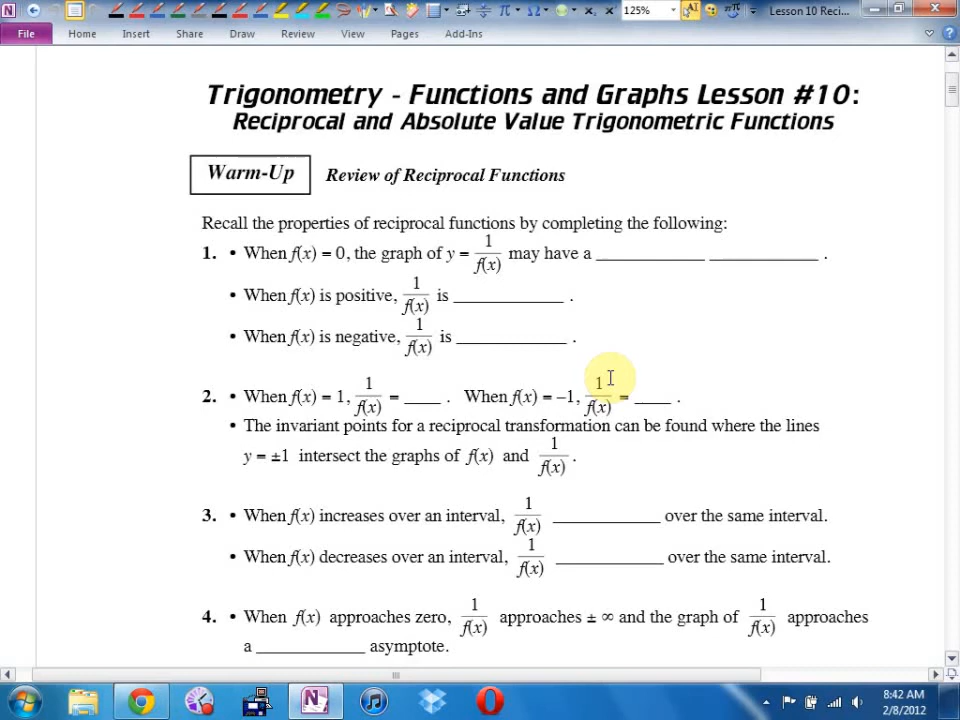 125%
Lesson 10 Reci...
File Home Insert Share Draw Review View Pages Add-Ins
Trigonometry - Functions and Graphs Lesson #10:
Reciprocal and Absolute Value Trigonometric Functions
Warm-Up Review of Reciprocal Functions
Recall the properties of reciprocal functions by completing the following:
1. • When f(x) = 0, the graph of y = 1/f(x) may have a ____________ ____________ .
• When f(x) is positive, 1/f(x) is ____________ .
• When f(x) is negative, 1/f(x) is ____________ .
2. • When f(x) = 1, 1/f(x) = ____ . When f(x) = –1, 1/f(x) = ____ .
• The invariant points for a reciprocal transformation can be found where the lines
y = ±1 intersect the graphs of f(x) and 1/f(x) .
3. • When f(x) increases over an interval, 1/f(x) ____________ over the same interval.
• When f(x) decreases over an interval, 1/f(x) ____________ over the same interval.
4. • When f(x) approaches zero, 1/f(x) approaches ± ∞ and the graph of 1/f(x) approaches
a ____________ asymptote.
8:42 AM
2/8/2012